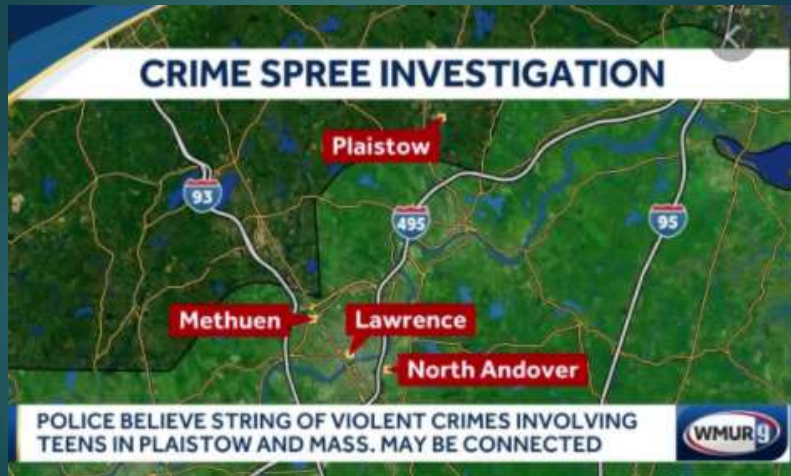 CRIME SPREE INVESTIGATION
Plaistow
93
495
95
Methuen
Lawrence
North Andover
POLICE BELIEVE STRING OF VIOLENT CRIMES INVOLVING
TEENS IN PLAISTOW AND MASS. MAY BE CONNECTED
WMUR 9